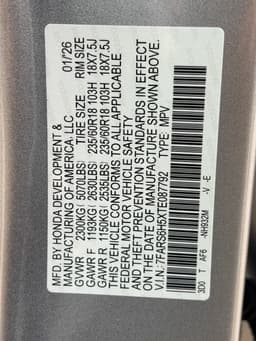 MFD. BY HONDA DEVELOPMENT &
MANUFACTURING OF AMERICA, LLC 01/26
GVWR 2300KG( 5070LBS) TIRE SIZE RIM SIZE
GAWR F 1193KG( 2630LBS) 235/60R18 103H 18X7.5J
GAWR R 1150KG( 2535LBS) 235/60R18 103H 18X7.5J
THIS VEHICLE CONFORMS TO ALL APPLICABLE
FEDERAL MOTOR VEHICLE SAFETY
AND THEFT PREVENTION STANDARDS IN EFFECT
ON THE DATE OF MANUFACTURE SHOWN ABOVE.
V.I.N.: 7FARS6H5XTE087792 TYPE: MPV
3D0 T AF6 -NH932M -V -E